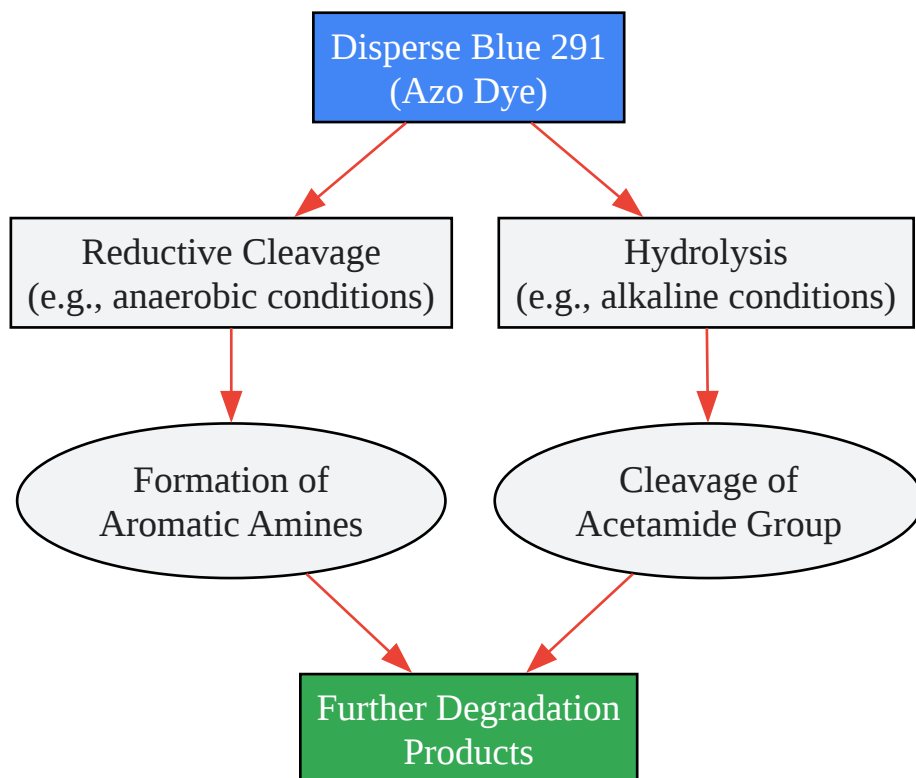 Disperse Blue 291
(Azo Dye)
Reductive Cleavage
(e.g., anaerobic conditions)
Hydrolysis
(e.g., alkaline conditions)
Formation of
Aromatic Amines
Cleavage of
Acetamide Group
Further Degradation
Products